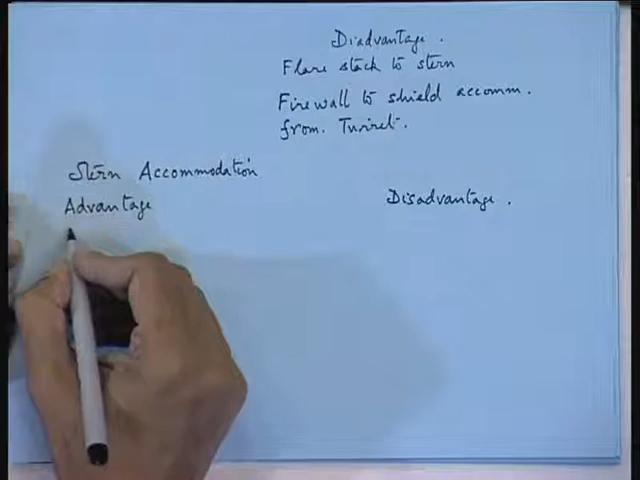 Disadvantage.
Flare stack to stern
Firewall to shield accomm.
from. Turret.
Stern Accommodation
Advantage
Disadvantage.